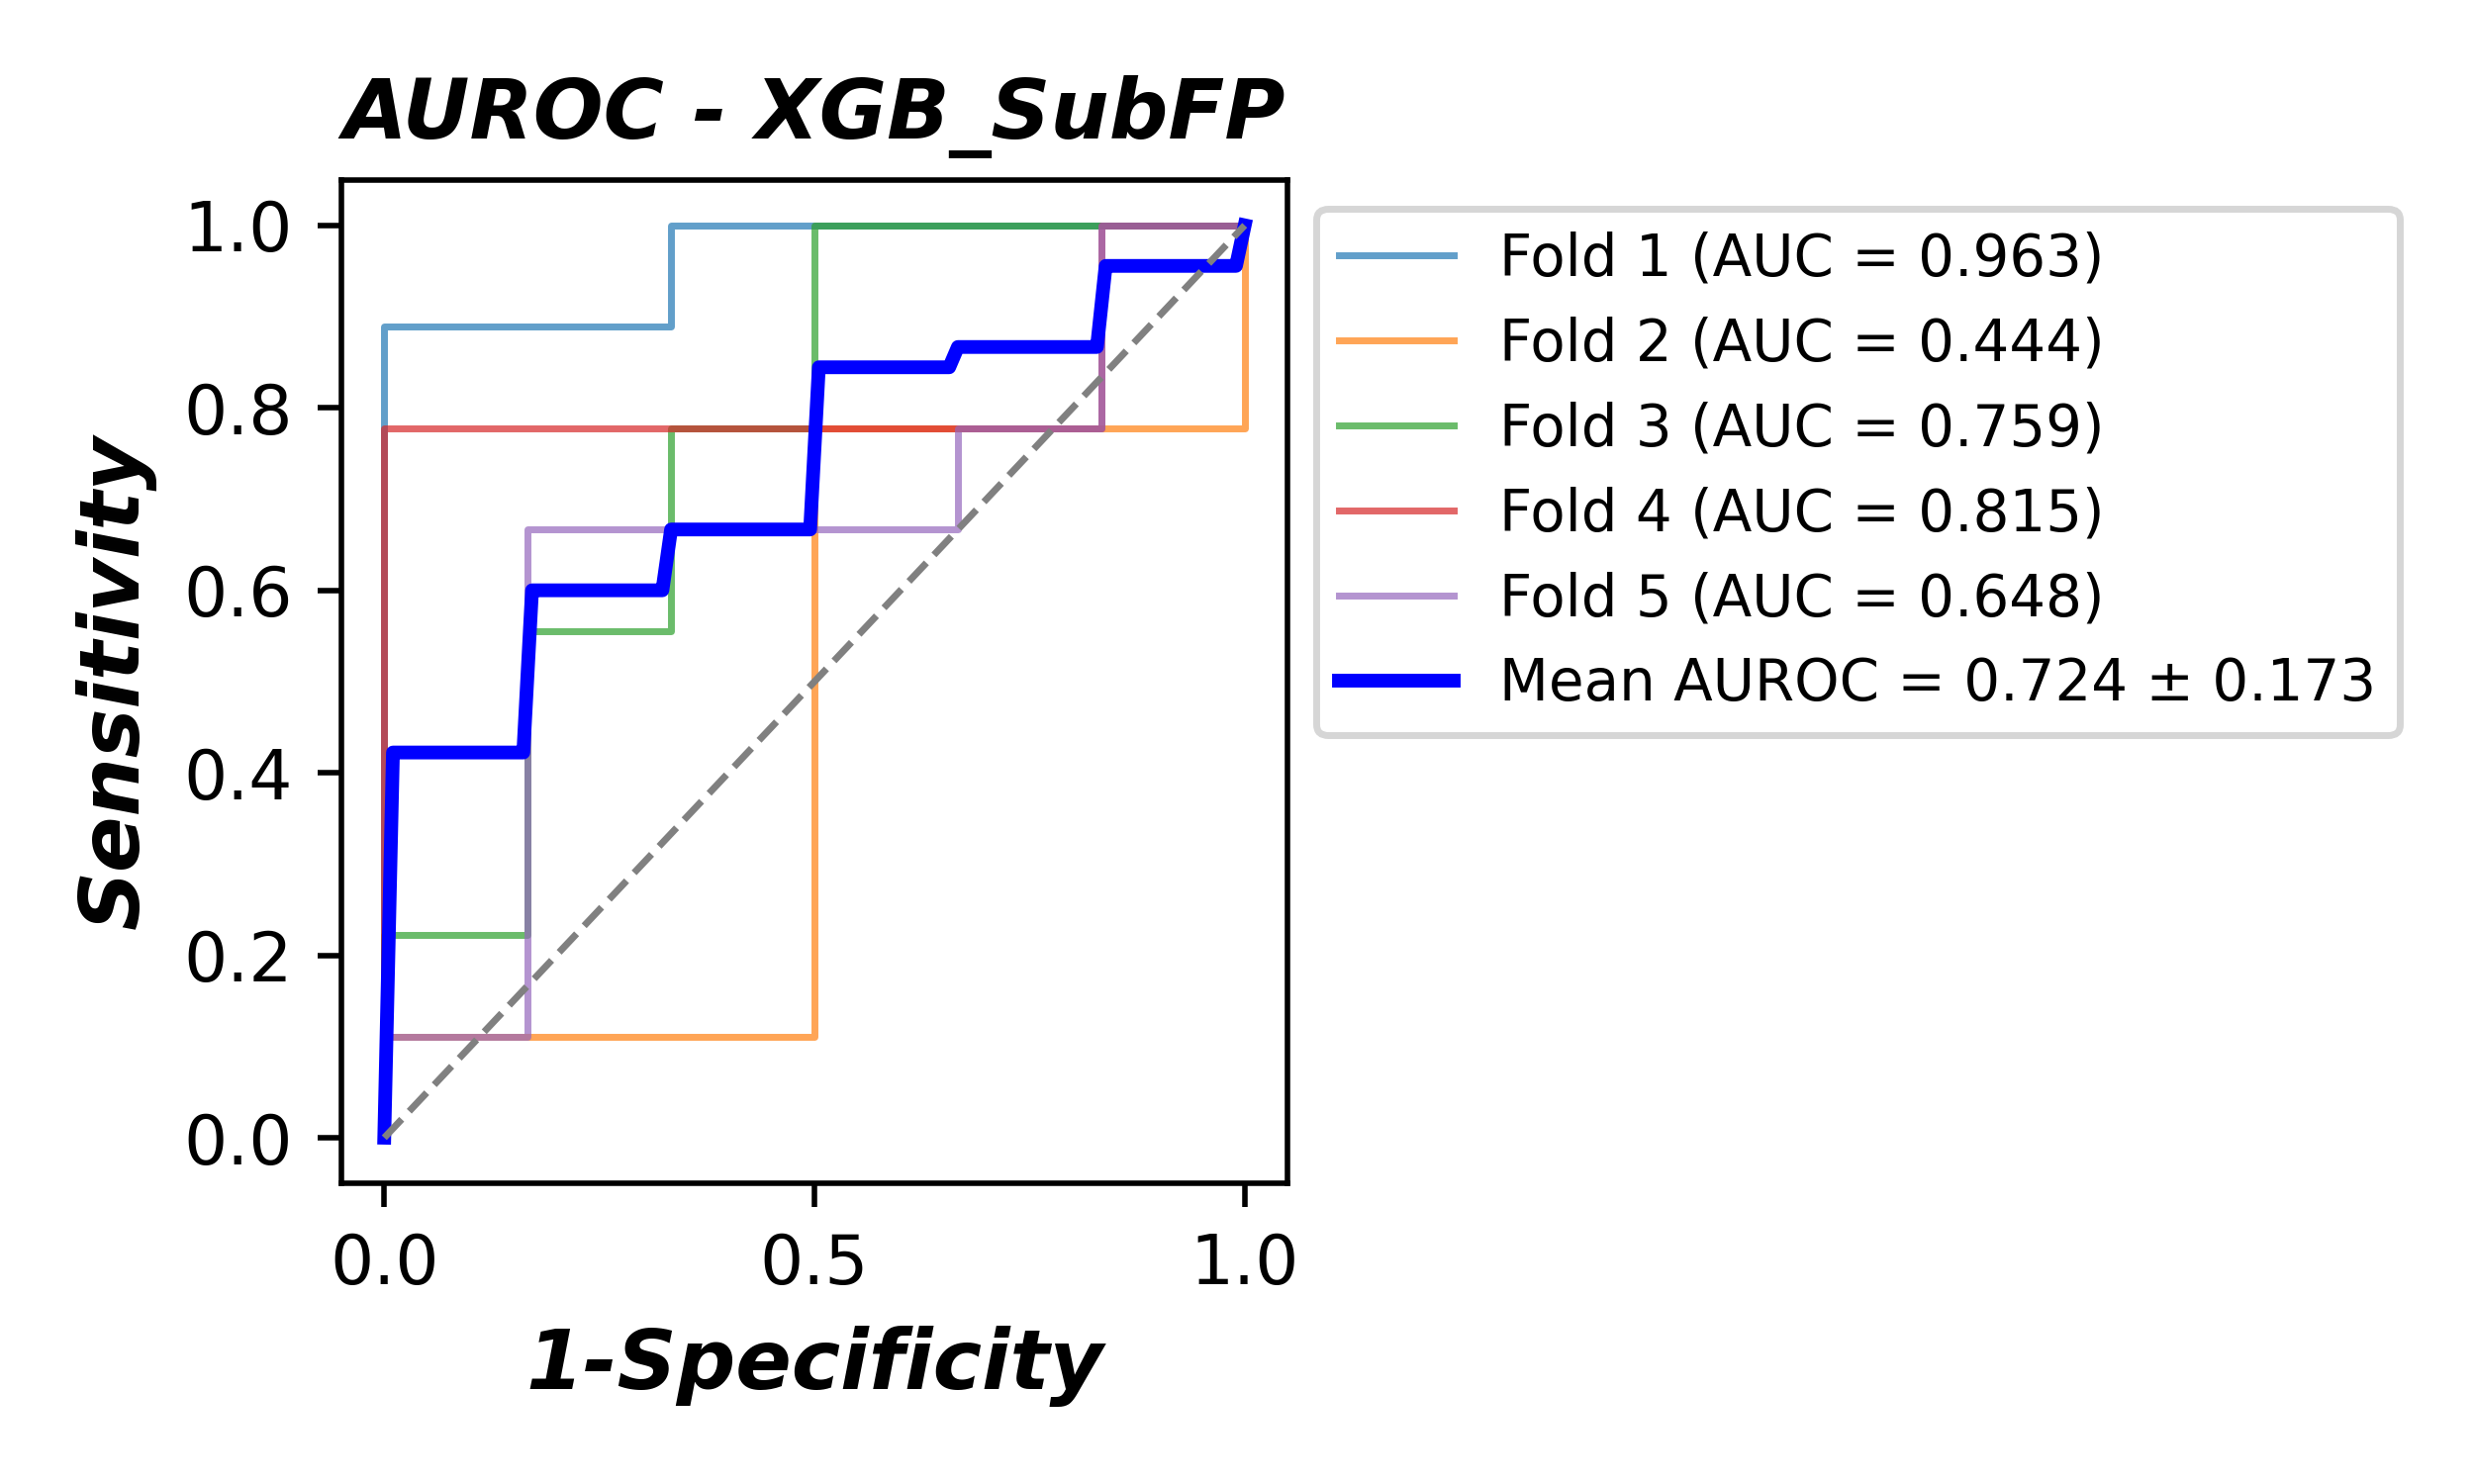 AUROC - XGB_SubFP
Sensitivity
1.0
0.8
0.6
0.4
0.2
0.0
0.0 0.5 1.0
1-Specificity
Fold 1 (AUC = 0.963)
Fold 2 (AUC = 0.444)
Fold 3 (AUC = 0.759)
Fold 4 (AUC = 0.815)
Fold 5 (AUC = 0.648)
Mean AUROC = 0.724 ± 0.173